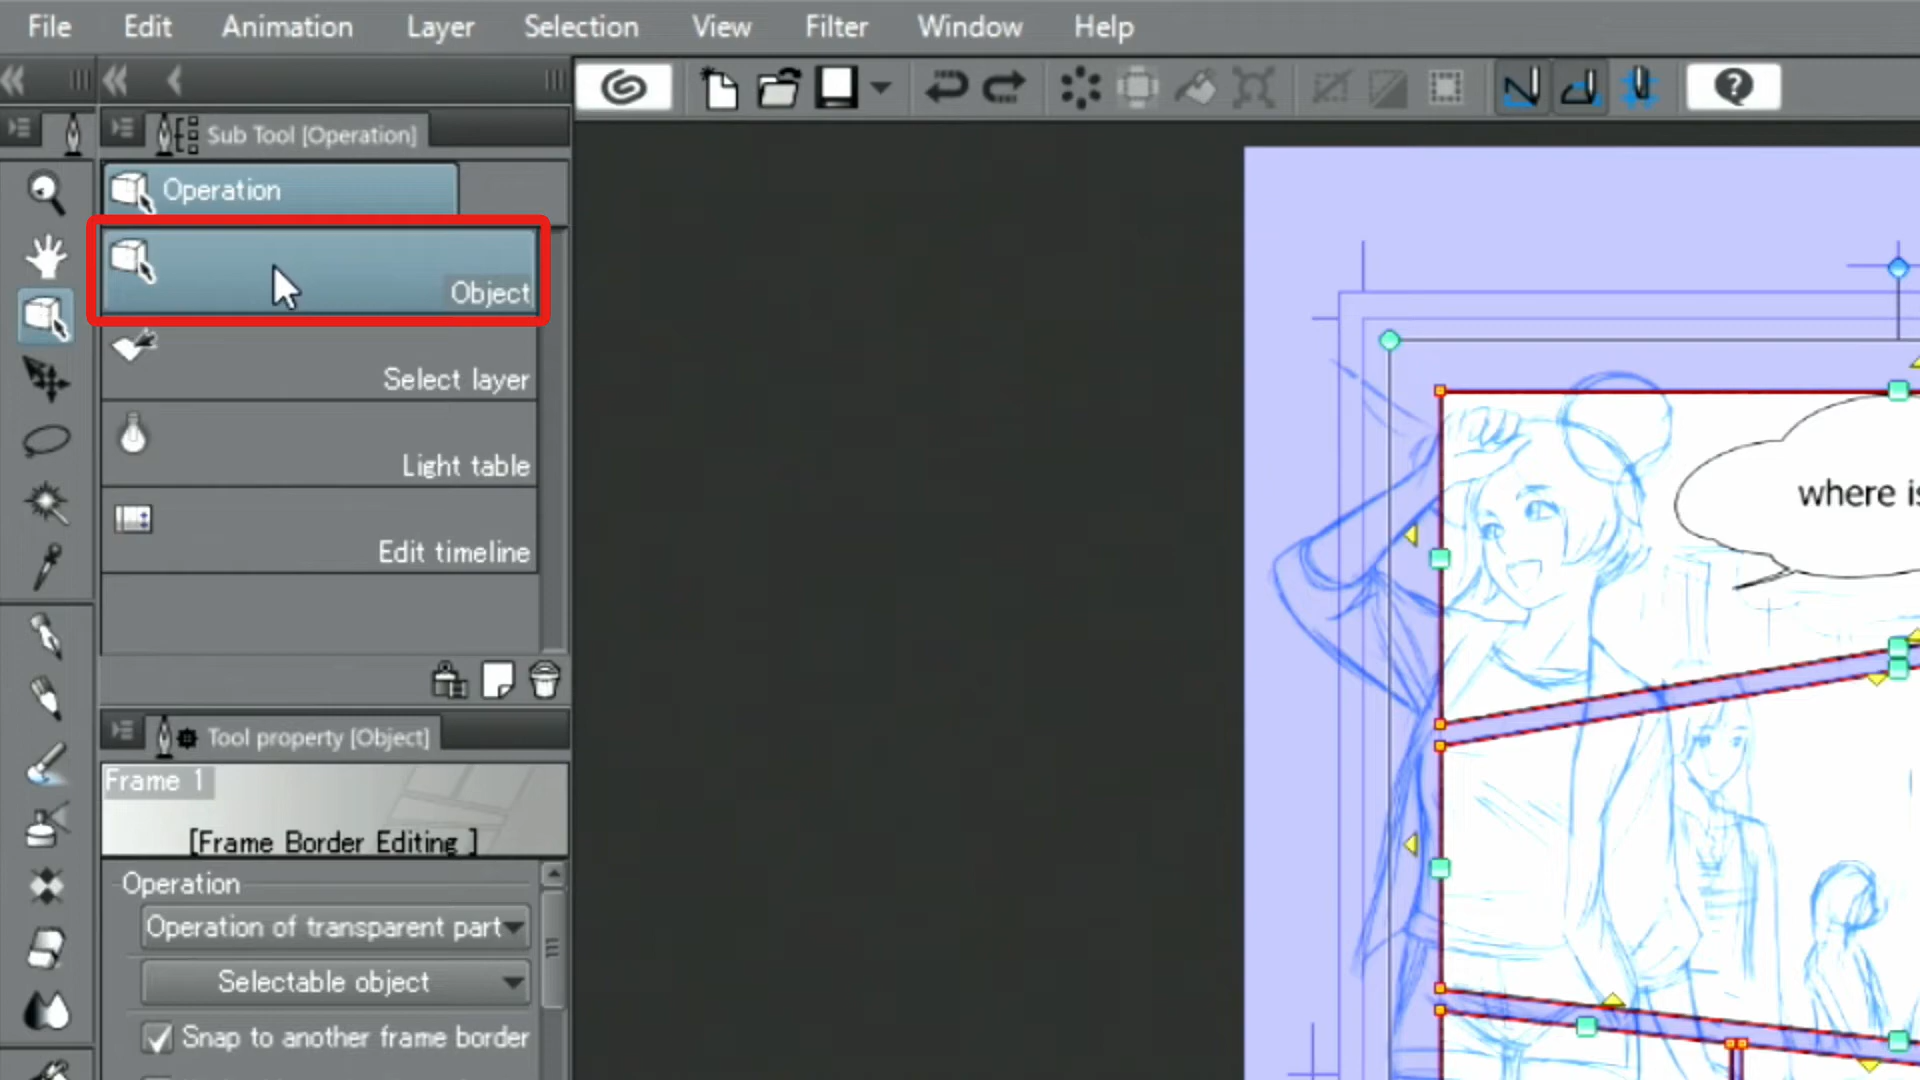 File Edit Animation Layer Selection View Filter Window Help
Sub Tool [Operation]
Operation
Object
Select layer
Light table
Edit timeline
Tool property [Object]
Frame 1
[Frame Border Editing ]
Operation
Operation of transparent part
Selectable object
Snap to another frame border
where is